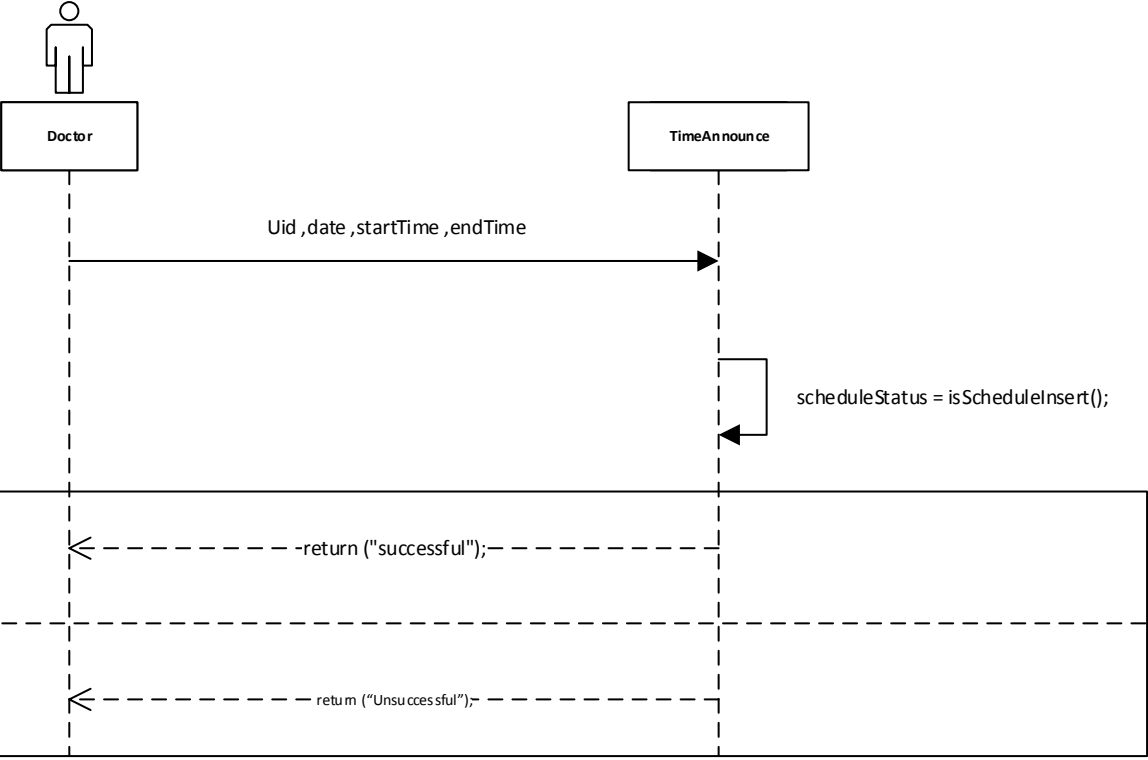 Doctor
TimeAnnounce
Uid ,date ,startTime ,endTime
scheduleStatus = isScheduleInsert();
return ("successful");
return (“Unsuccessful”);